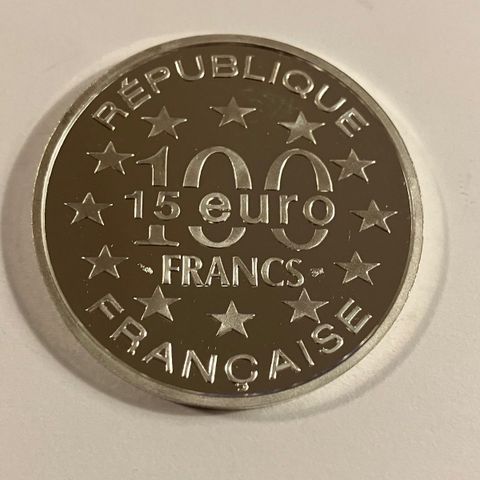 RÉPUBLIQUE
100
15 euro
FRANCS
FRANÇAISE